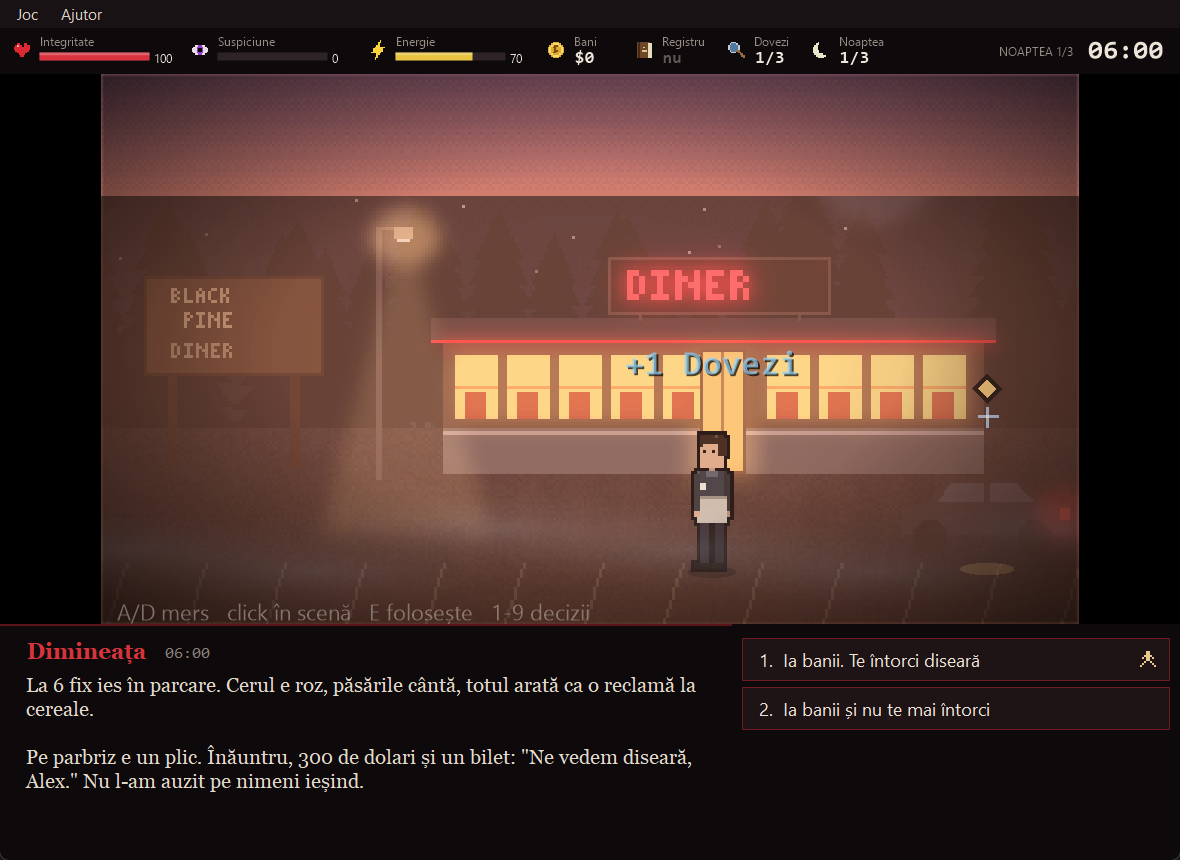 Joc Ajutor
Integritate 100
Suspiciune 0
Energie 70
Bani $0
Registru nu
Dovezi 1/3
Noaptea 1/3
NOAPTEA 1/3 06:00
BLACK
PINE
DINER
DINER
+1 Dovezi
A/D mers click în scenă E folosește 1-9 decizii
Dimineața 06:00
La 6 fix ies în parcare. Cerul e roz, păsările cântă, totul arată ca o reclamă la
cereale.
Pe parbriz e un plic. Înăuntru, 300 de dolari și un bilet: "Ne vedem diseară,
Alex." Nu l-am auzit pe nimeni ieșind.
1. Ia banii. Te întorci diseară
2. Ia banii și nu te mai întorci